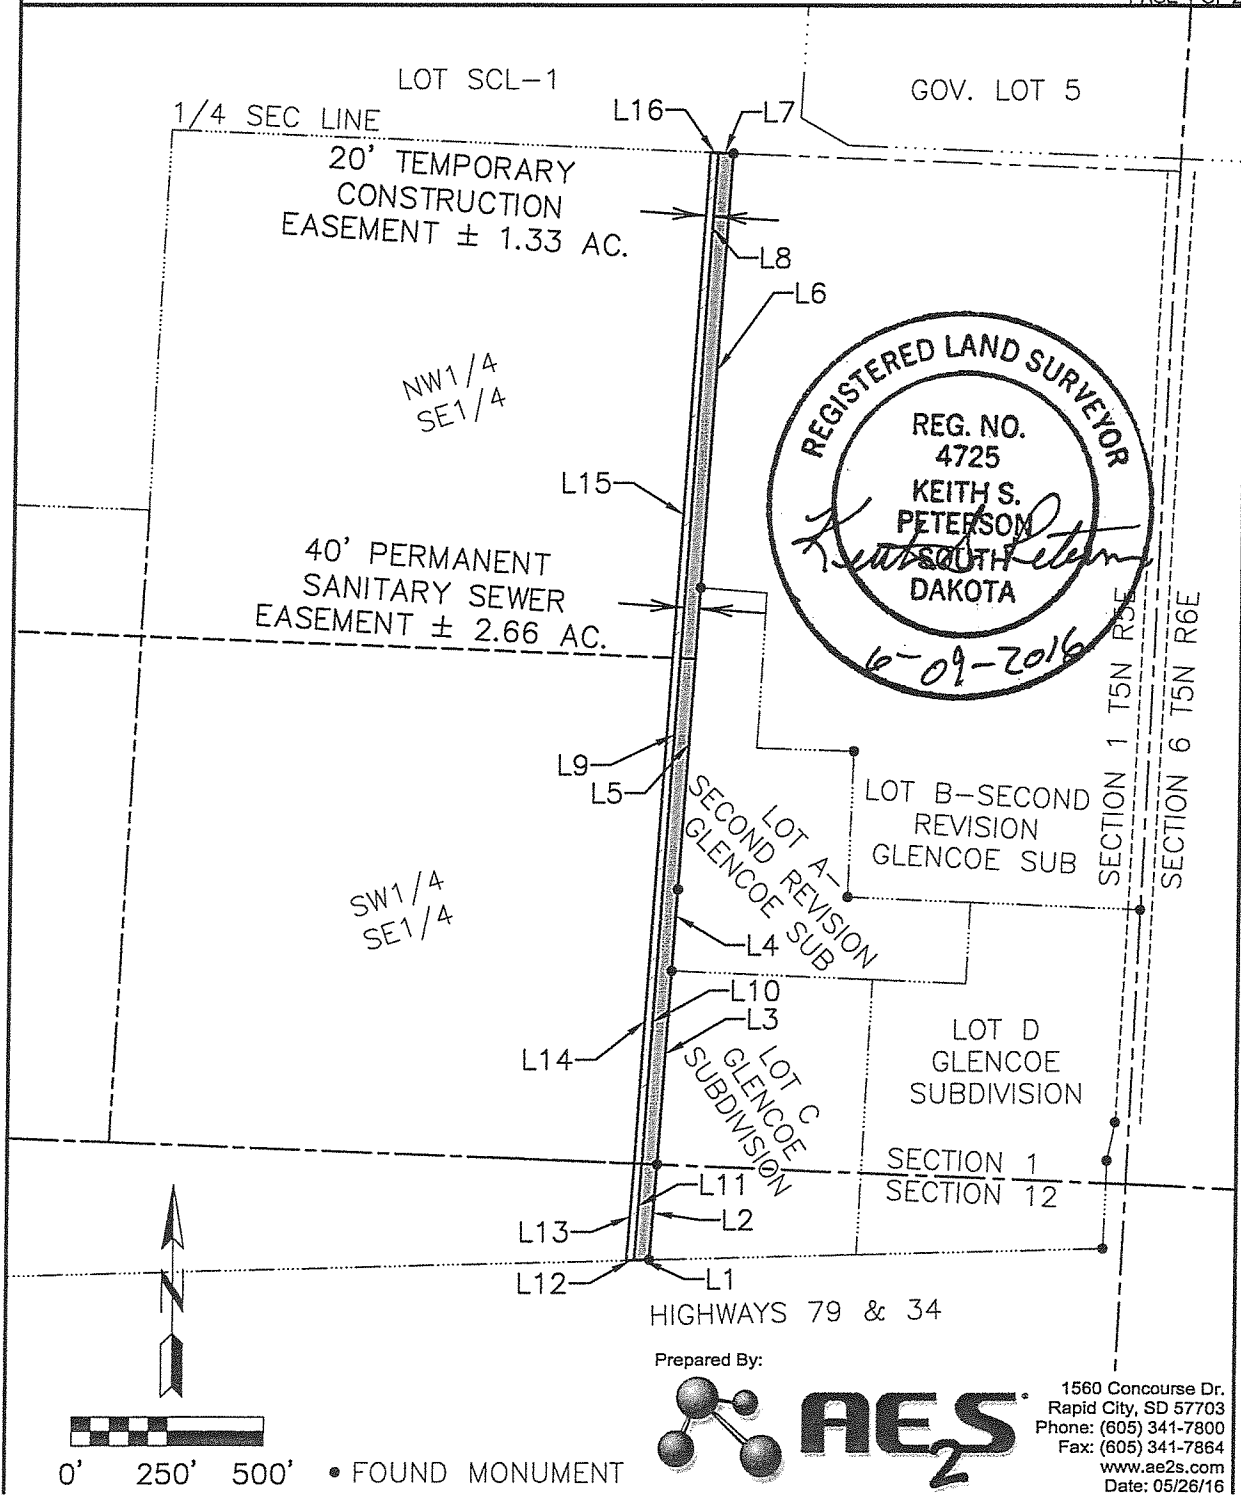 LOT SCL-1
GOV. LOT 5
1/4 SEC LINE
L16
L7
20' TEMPORARY
CONSTRUCTION
EASEMENT ± 1.33 AC.
L8
L6
NW1/4
SE1/4
REGISTERED LAND SURVEYOR
REG. NO.
4725
KEITH S.
PETERSON
SOUTH
DAKOTA
6-09-2016
L15
40' PERMANENT
SANITARY SEWER
EASEMENT ± 2.66 AC.
SECTION 1 T5N R5E
SECTION 6 T5N R6E
L9
L5
LOT A-
SECOND REVISION
GLENCOE SUB
LOT B-SECOND
REVISION
GLENCOE SUB
SW1/4
SE1/4
L4
L10
L3
L14
LOT C
GLENCOE
SUBDIVISION
LOT D
GLENCOE
SUBDIVISION
SECTION 1
SECTION 12
L11
L2
L13
L12
L1
HIGHWAYS 79 & 34
N
0' 250' 500'
FOUND MONUMENT
Prepared By:
AE2S
1560 Concourse Dr.
Rapid City, SD 57703
Phone: (605) 341-7800
Fax: (605) 341-7864
www.ae2s.com
Date: 05/26/16